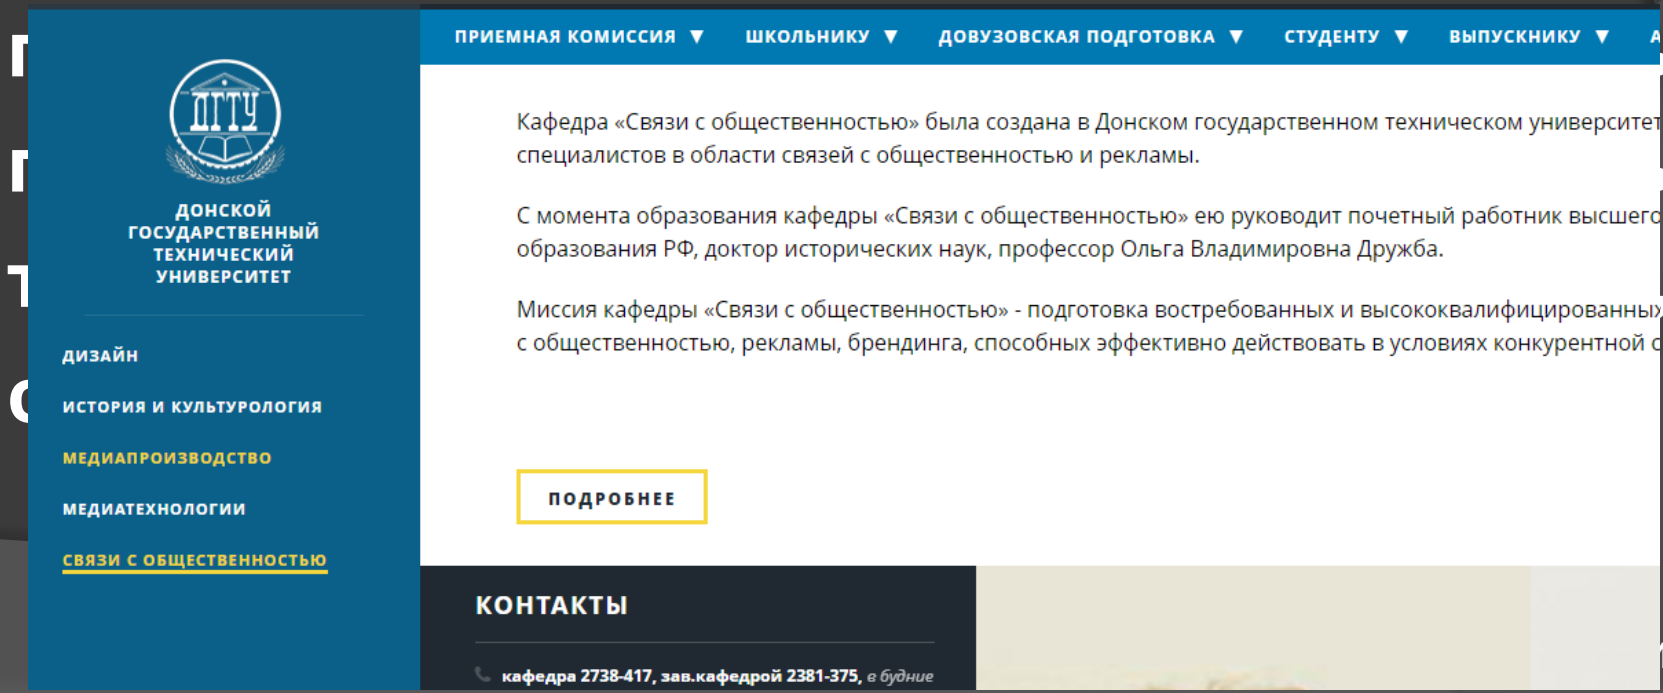 ПРИЕМНАЯ КОМИССИЯ ▼ ШКОЛЬНИКУ ▼ ДОВУЗОВСКАЯ ПОДГОТОВКА ▼ СТУДЕНТУ ▼ ВЫПУСКНИКУ ▼
ДГТУ
ДОНСКОЙ
ГОСУДАРСТВЕННЫЙ
ТЕХНИЧЕСКИЙ
УНИВЕРСИТЕТ
ДИЗАЙН
ИСТОРИЯ И КУЛЬТУРОЛОГИЯ
МЕДИАПРОИЗВОДСТВО
МЕДИАТЕХНОЛОГИИ
СВЯЗИ С ОБЩЕСТВЕННОСТЬЮ
Кафедра «Связи с общественностью» была создана в Донском государственном техническом университет
специалистов в области связей с общественностью и рекламы.
С момента образования кафедры «Связи с общественностью» ею руководит почетный работник высшего
образования РФ, доктор исторических наук, профессор Ольга Владимировна Дружба.
Миссия кафедры «Связи с общественностью» - подготовка востребованных и высококвалифицированных
с общественностью, рекламы, брендинга, способных эффективно действовать в условиях конкурентной с
ПОДРОБНЕЕ
КОНТАКТЫ
кафедра 2738-417, зав.кафедрой 2381-375, в будние